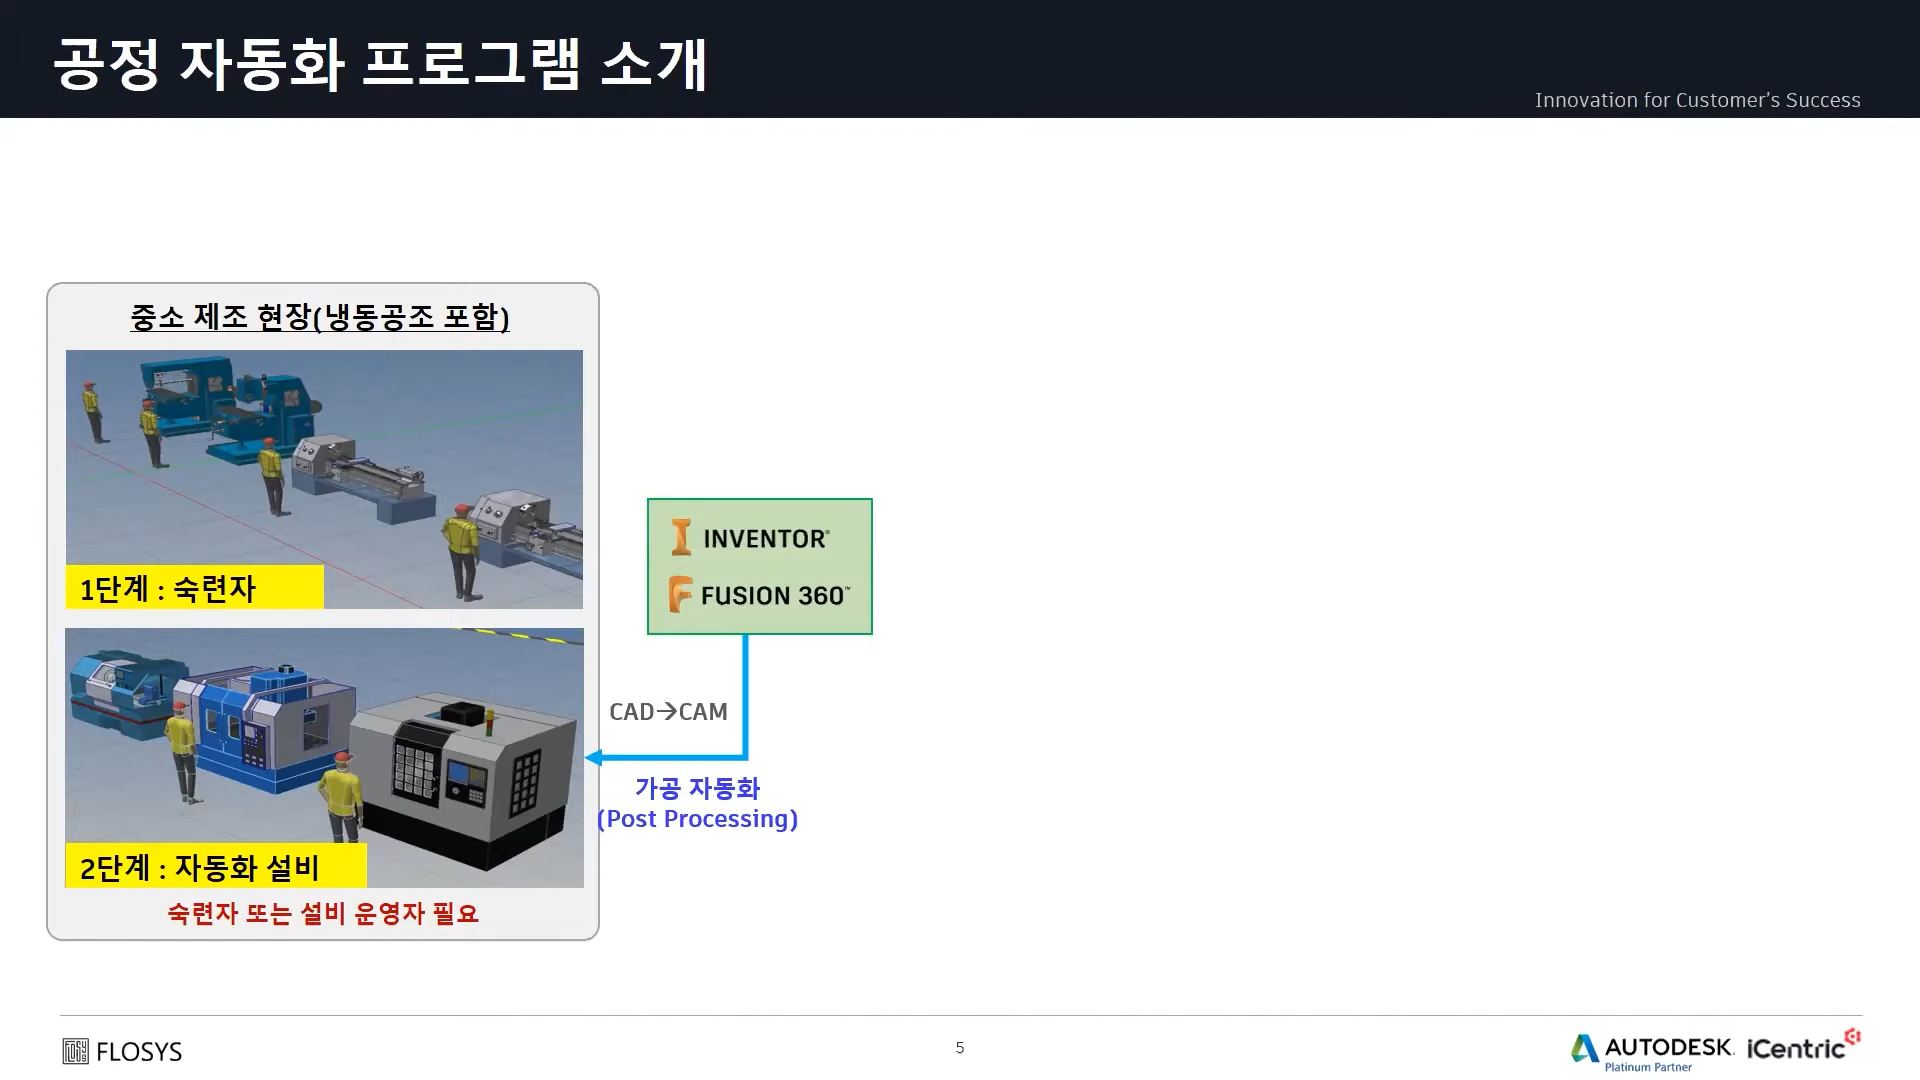 공정 자동화 프로그램 소개
Innovation for Customer's Success
중소 제조 현장(냉동공조 포함)
1단계 : 숙련자
INVENTOR®
FUSION 360™
CAD→CAM
가공 자동화
(Post Processing)
2단계 : 자동화 설비
숙련자 또는 설비 운영자 필요
FLOSYS
5
AUTODESK
Platinum Partner
iCentric